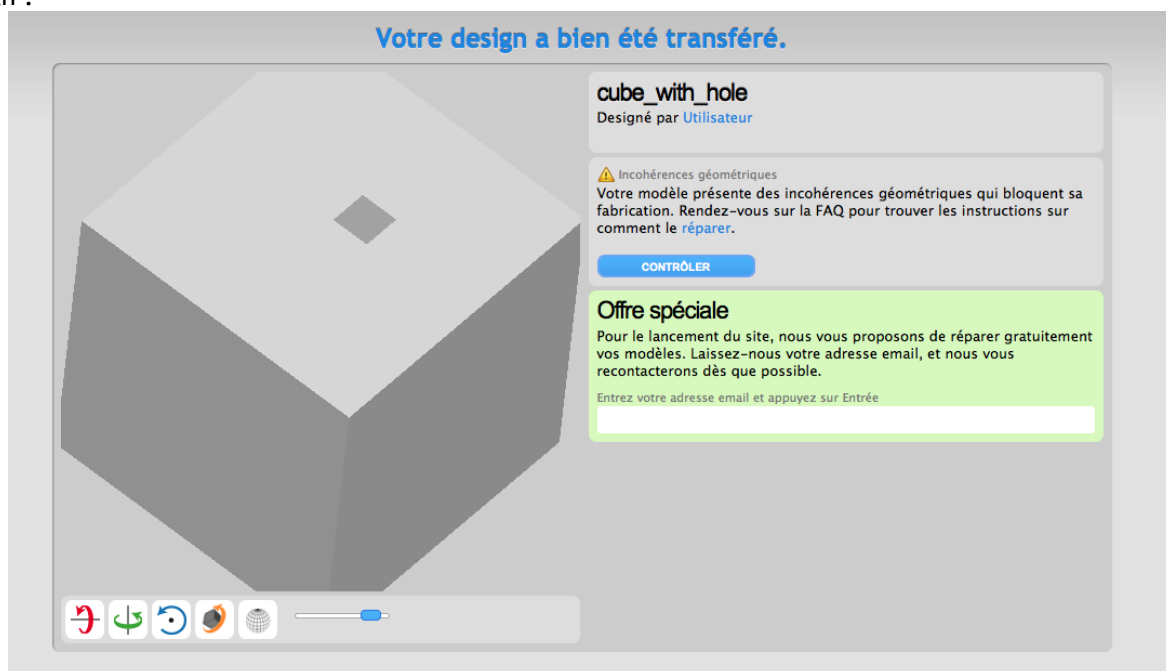 Votre design a bien été transféré.
cube_with_hole
Designé par Utilisateur
Incohérences géométriques
Votre modèle présente des incohérences géométriques qui bloquent sa
fabrication. Rendez-vous sur la FAQ pour trouver les instructions sur
comment le réparer.
CONTRÔLER
Offre spéciale
Pour le lancement du site, nous vous proposons de réparer gratuitement
vos modèles. Laissez-nous votre adresse email, et nous vous
recontacterons dès que possible.
Entrez votre adresse email et appuyez sur Entrée